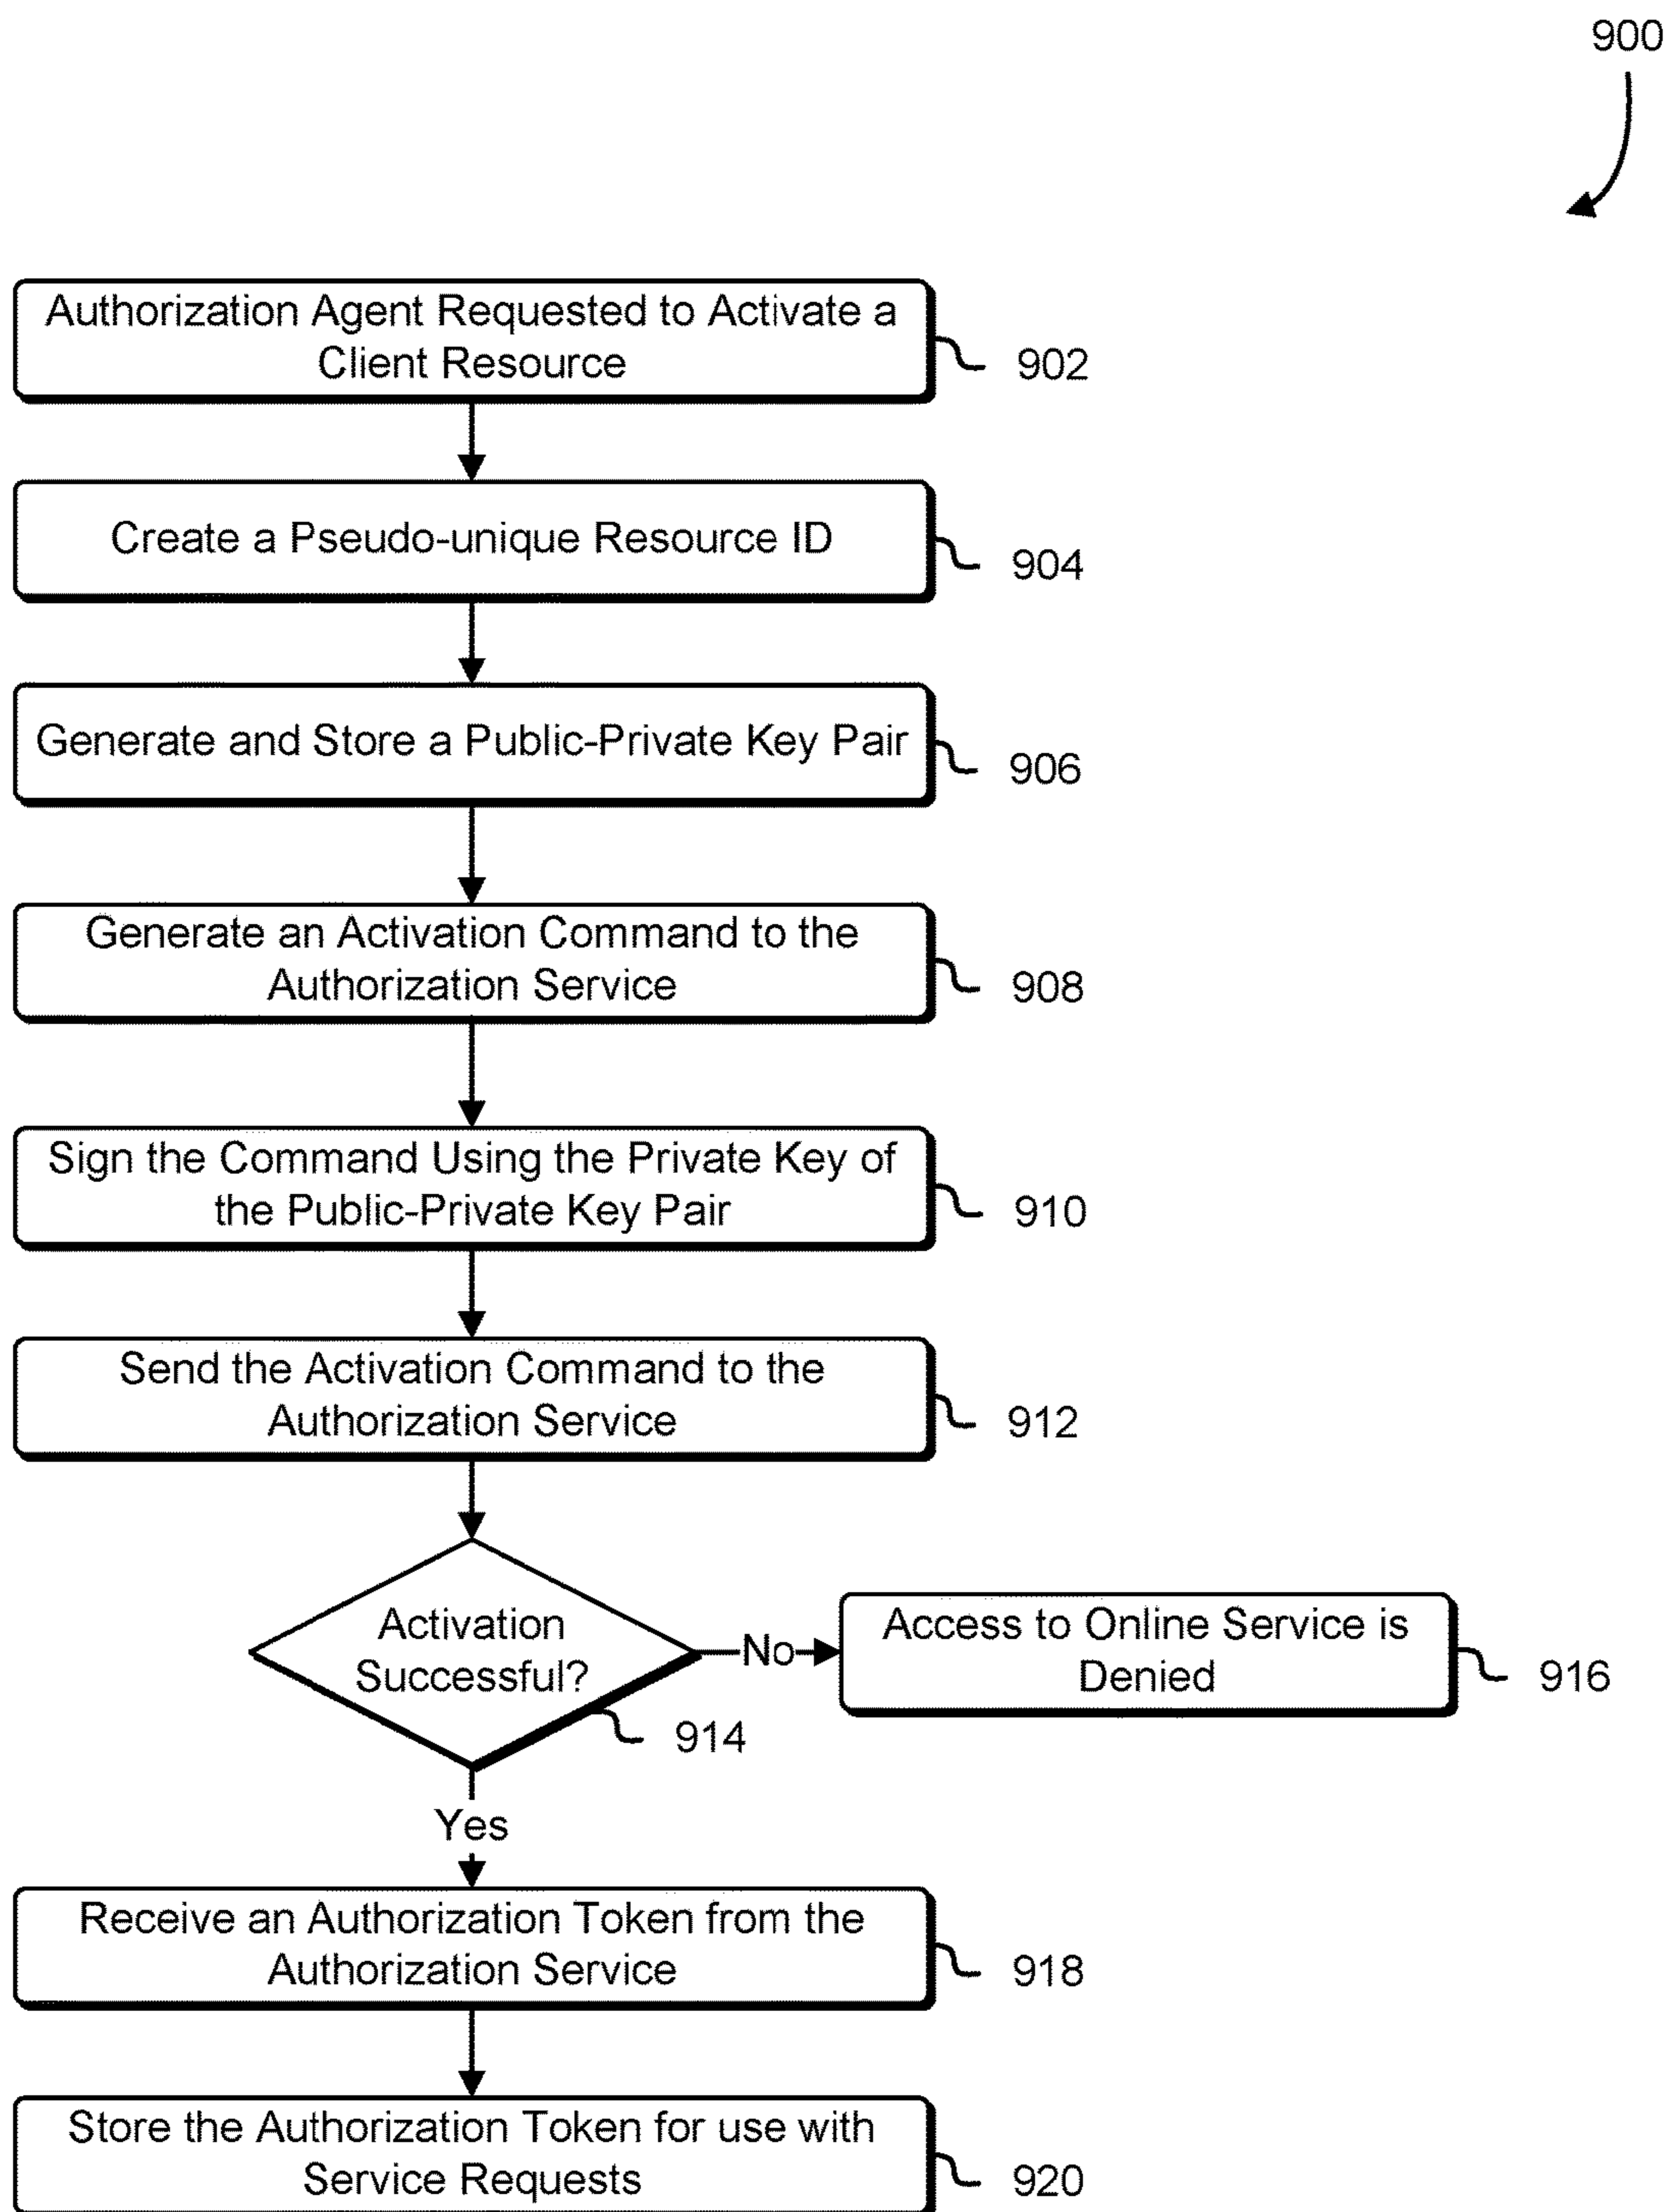 900
Authorization Agent Requested to Activate a
Client Resource
902
Create a Pseudo-unique Resource ID
904
Generate and Store a Public-Private Key Pair
906
Generate an Activation Command to the
Authorization Service
908
Sign the Command Using the Private Key of
the Public-Private Key Pair
910
Send the Activation Command to the
Authorization Service
912
Activation
Successful?
914
No
Access to Online Service is
Denied
916
Yes
Receive an Authorization Token from the
Authorization Service
918
Store the Authorization Token for use with
Service Requests
920